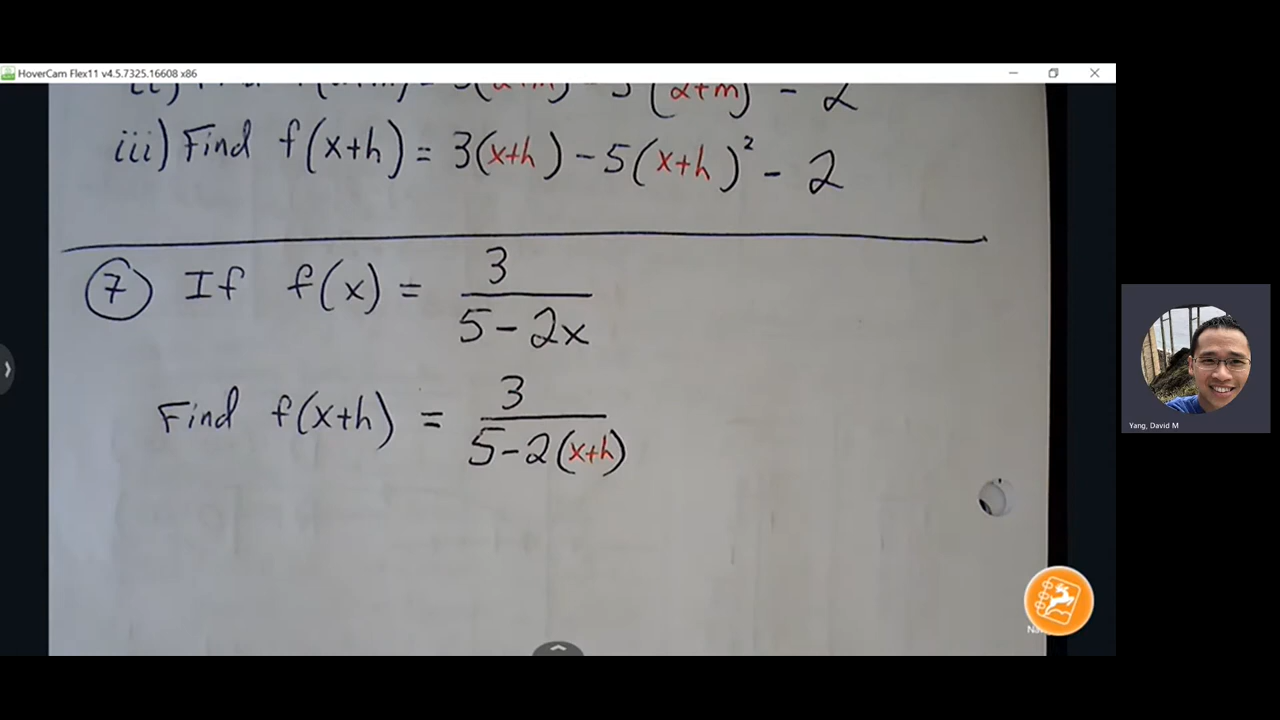 HoverCam Flex11 v4.5.7325.16608 x86
iii) Find f(x+h) = 3(x+h) - 5(x+h)² - 2
7 If f(x) = 3/(5-2x)
Find f(x+h) = 3/(5-2(x+h))
Yang, David M